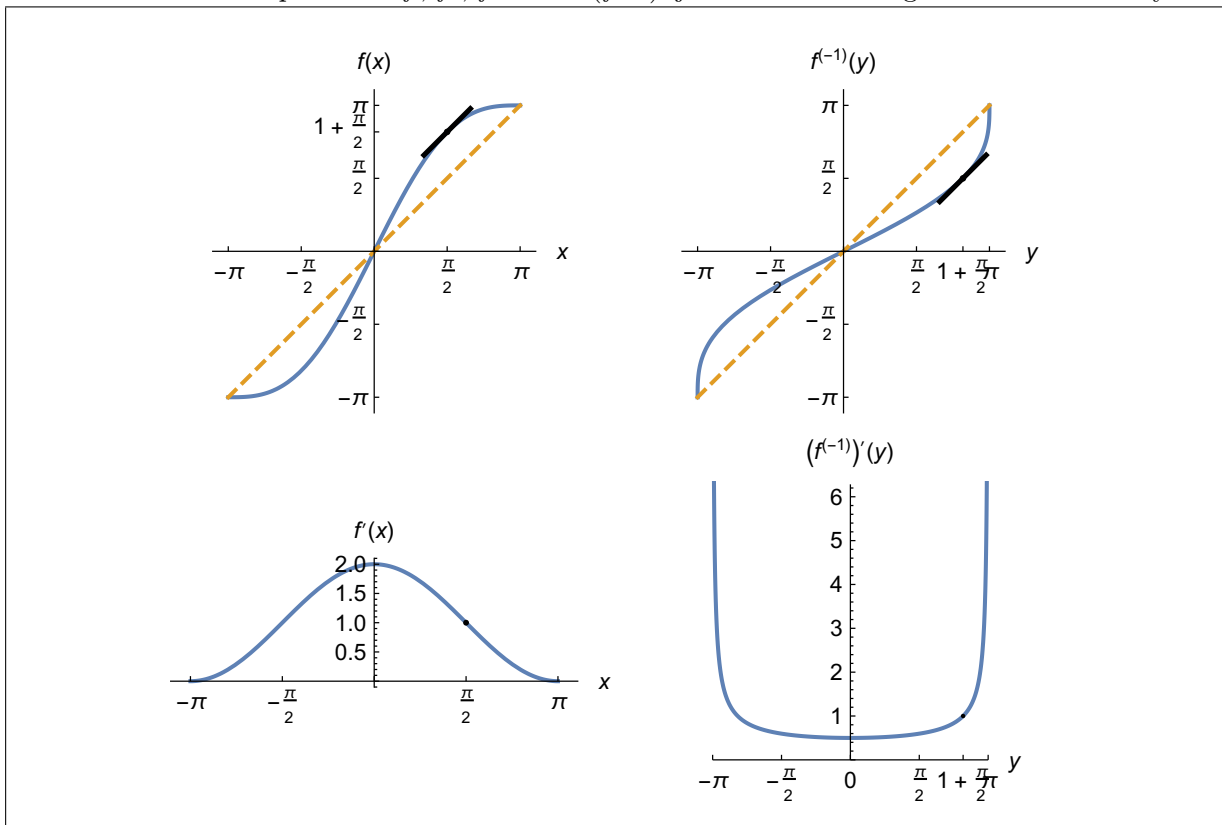 f(x)
π
1 + π/2
π/2
-π
-π/2
π/2
π
x
-π/2
-π
f^(-1)(y)
π
π/2
-π
-π/2
π/2
1 + π/2
π
y
-π/2
-π
f′(x)
2.0
1.5
1.0
0.5
-π
-π/2
π/2
π
x
(f^(-1))′(y)
6
5
4
3
2
1
-π
-π/2
0
π/2
1 + π/2
π
y